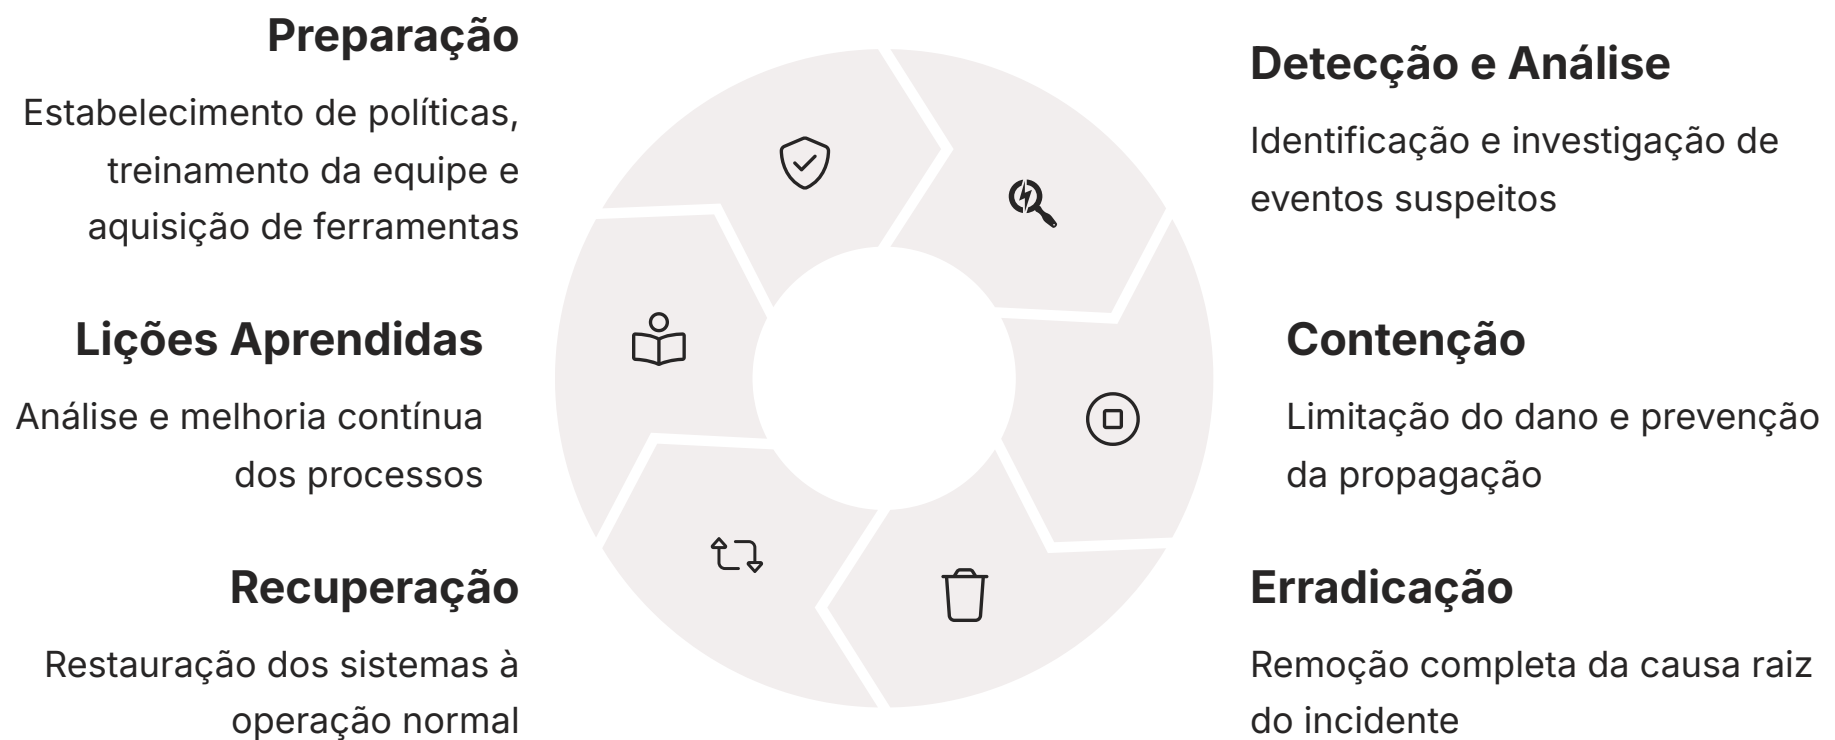 Preparação
Estabelecimento de políticas,
treinamento da equipe e
aquisição de ferramentas
Detecção e Análise
Identificação e investigação de
eventos suspeitos
Contenção
Limitação do dano e prevenção
da propagação
Erradicação
Remoção completa da causa raiz
do incidente
Recuperação
Restauração dos sistemas à
operação normal
Lições Aprendidas
Análise e melhoria contínua
dos processos